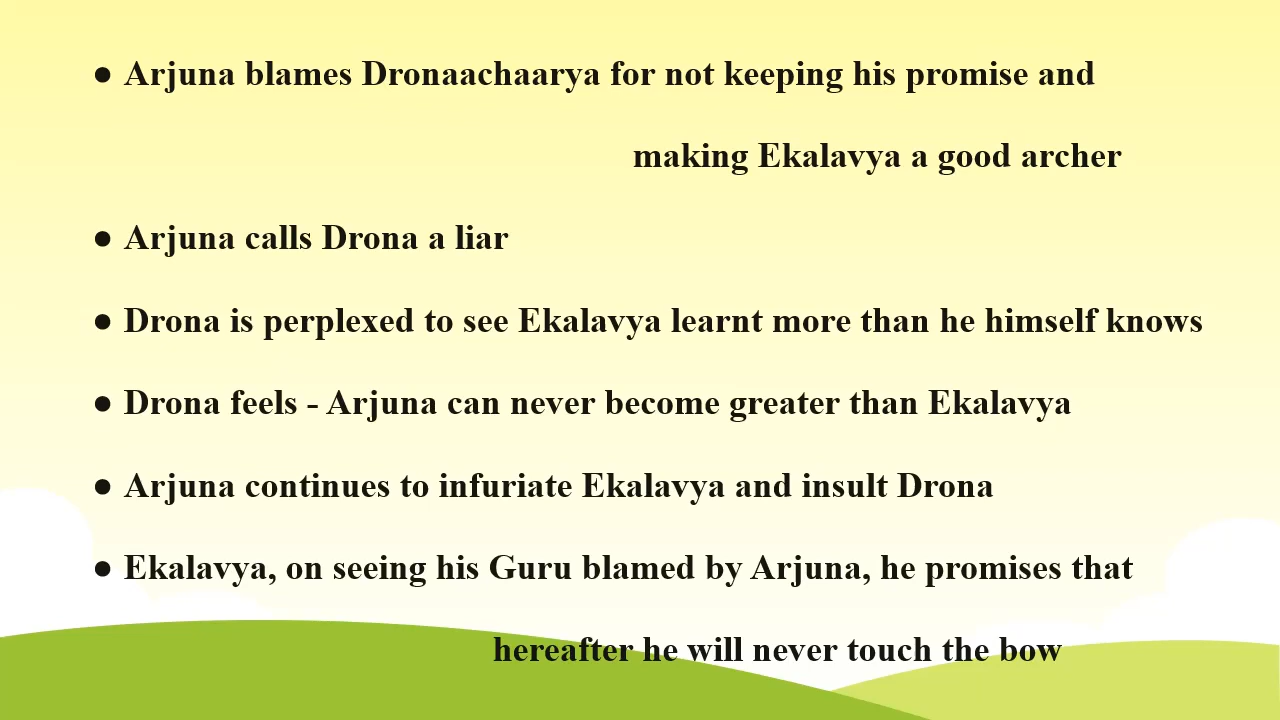 ● Arjuna blames Dronaachaarya for not keeping his promise and
making Ekalavya a good archer
● Arjuna calls Drona a liar
● Drona is perplexed to see Ekalavya learnt more than he himself knows
● Drona feels - Arjuna can never become greater than Ekalavya
● Arjuna continues to infuriate Ekalavya and insult Drona
● Ekalavya, on seeing his Guru blamed by Arjuna, he promises that
hereafter he will never touch the bow